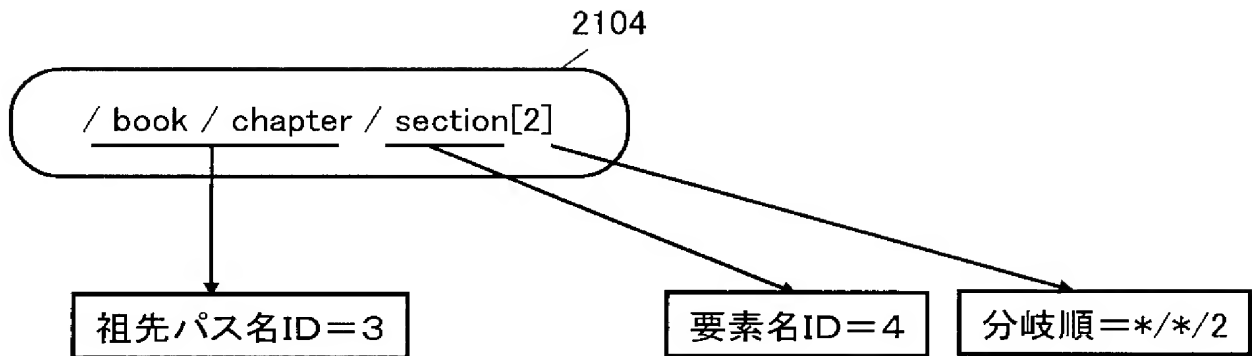 2104
/ book / chapter / section[2]
祖先パス名ID=3
要素名ID=4
分岐順=*/*/2